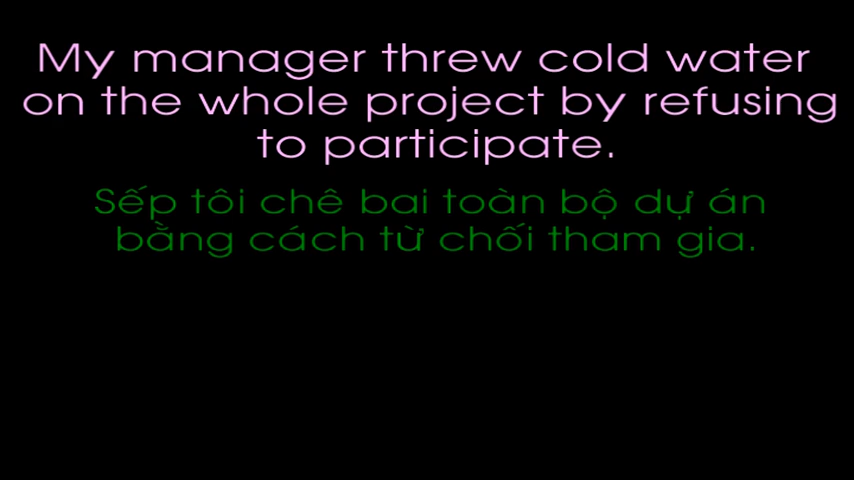 My manager threw cold water
on the whole project by refusing
to participate.
Sếp tôi chê bai toàn bộ dự án
bằng cách từ chối tham gia.